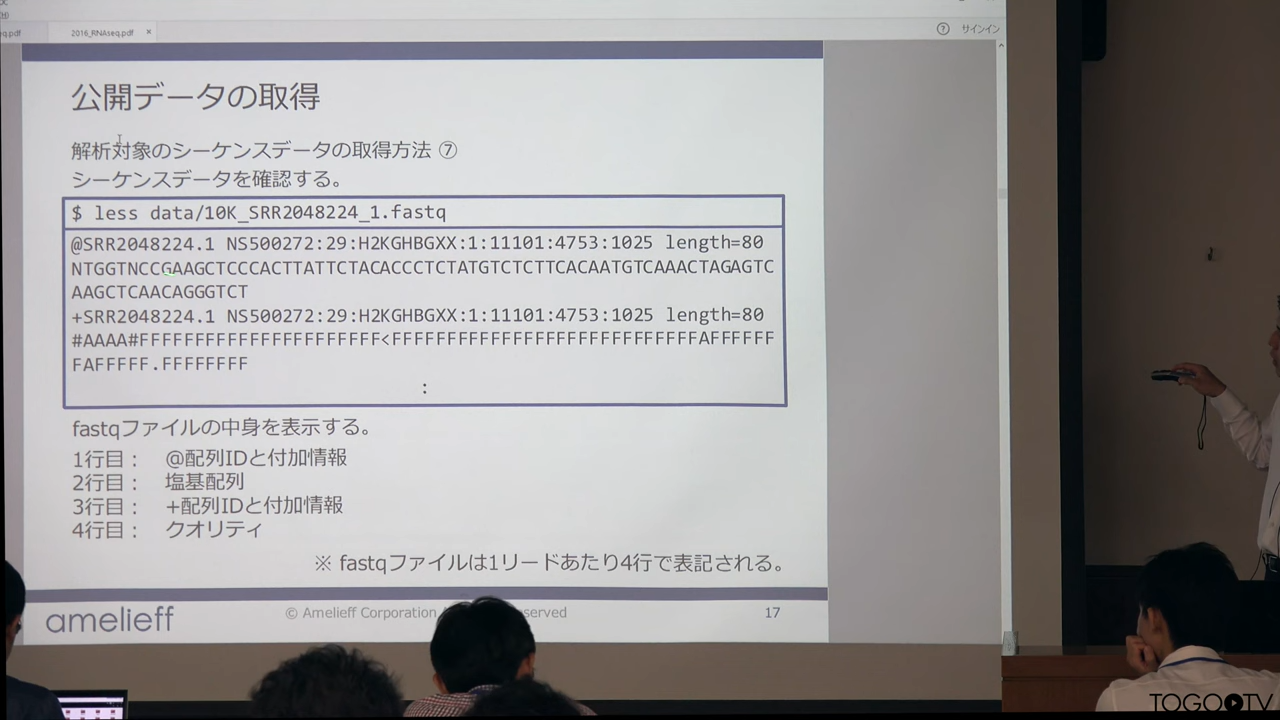 q.pdf
2016_RNAseq.pdf ×
? サインイン
公開データの取得
解析対象のシーケンスデータの取得方法 ⑦
シーケンスデータを確認する。
$ less data/10K_SRR2048224_1.fastq
@SRR2048224.1 NS500272:29:H2KGHBGXX:1:11101:4753:1025 length=80
NTGGTNCCGAAGCTCCCACTTATTCTACACCCTCTATGTCTCTTCACAATGTCAAACTAGAGTC
AAGCTCAACAGGGTCT
+SRR2048224.1 NS500272:29:H2KGHBGXX:1:11101:4753:1025 length=80
#AAAA#FFFFFFFFFFFFFFFFFFFFFF<FFFFFFFFFFFFFFFFFFFFFFFFFFFFAFFFFFF
FAFFFFF.FFFFFFFF
:
fastqファイルの中身を表示する。
1行目： @配列IDと付加情報
2行目： 塩基配列
3行目： +配列IDと付加情報
4行目： クオリティ
※ fastqファイルは1リードあたり4行で表記される。
amelieff
© Amelieff Corporation
served
17
TOGOTV